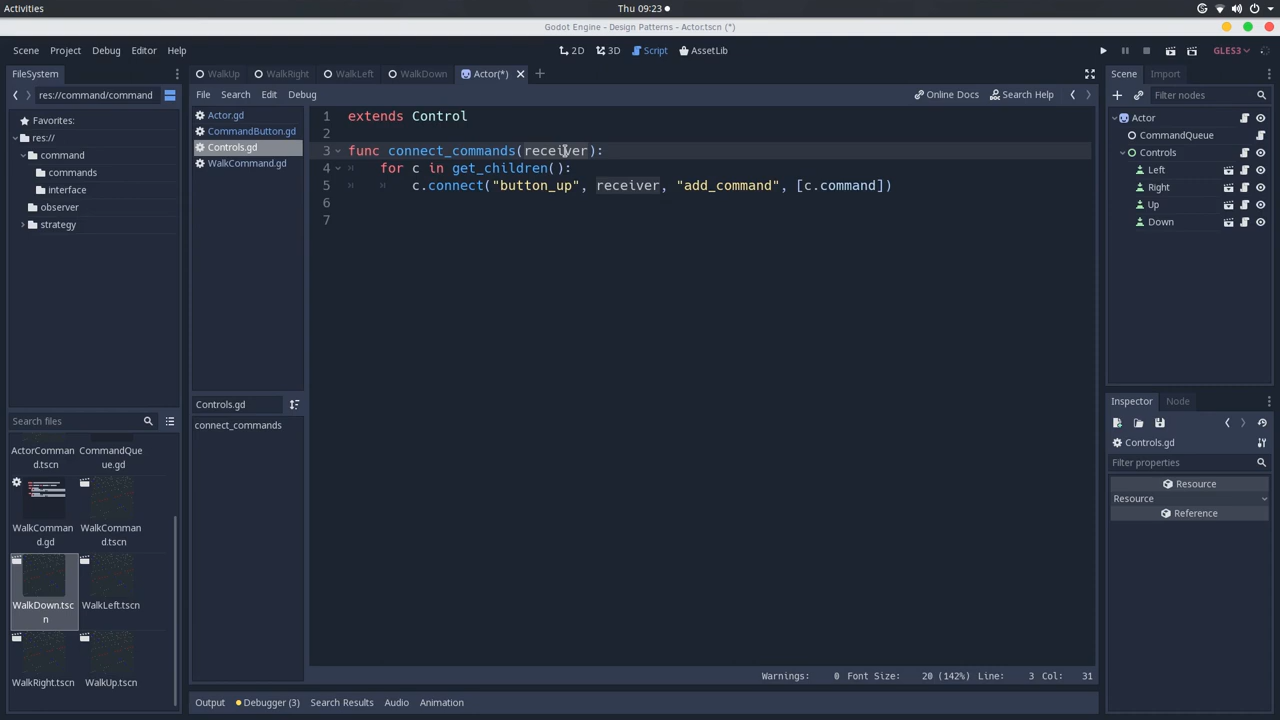 Activities
Thu 09:23
Godot Engine - Design Patterns - Actor.tscn (*)
Scene Project Debug Editor Help
2D 3D Script AssetLib
GLES3
FileSystem
res://command/command
Favorites:
res://
command
commands
interface
observer
strategy
Search files
ActorComman
d.tscn
CommandQue
ue.gd
WalkComman
d.gd
WalkComman
d.tscn
WalkDown.tsc
n
WalkLeft.tscn
WalkRight.tscn
WalkUp.tscn
WalkUp WalkRight WalkLeft WalkDown Actor(*)
File Search Edit Debug
Online Docs Search Help
Actor.gd
CommandButton.gd
Controls.gd
WalkCommand.gd
Controls.gd
connect_commands
1 extends Control
2
3 func connect_commands(receiver):
4 for c in get_children():
5 c.connect("button_up", receiver, "add_command", [c.command])
6
7
Warnings: 0 Font Size: 20 (142%) Line: 3 Col: 31
Output Debugger (3) Search Results Audio Animation
Scene Import
Filter nodes
Actor
CommandQueue
Controls
Left
Right
Up
Down
Inspector Node
Controls.gd
Filter properties
Resource
Resource
Reference